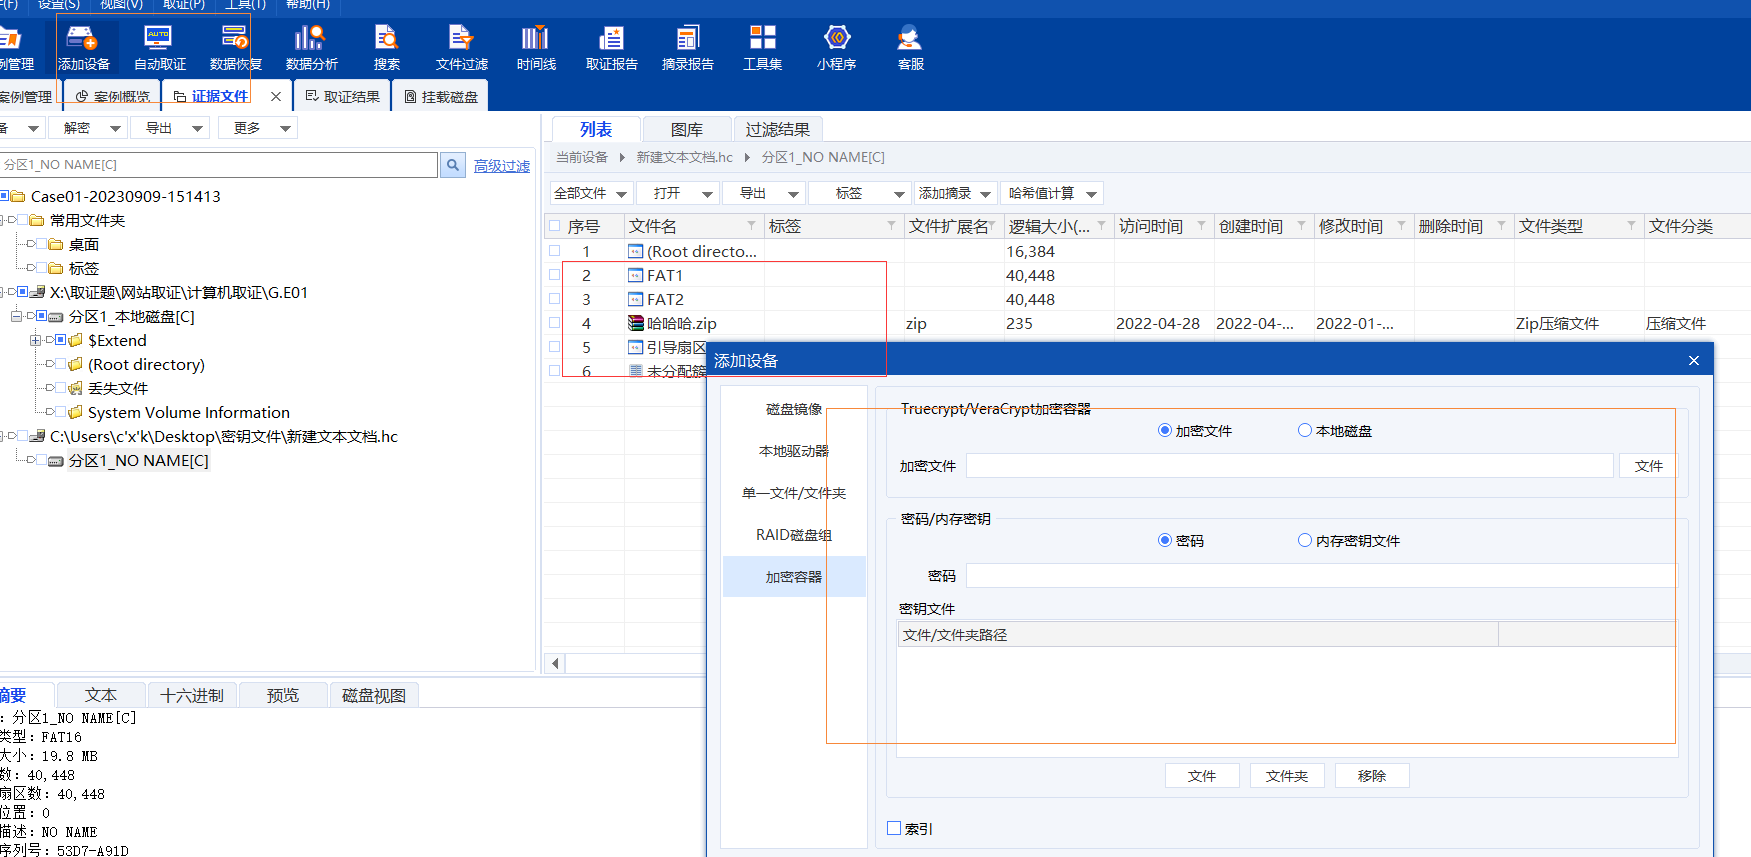 设置(S) 视图(V) 取证(P) 工具(T) 帮助(H)
例管理 添加设备 自动取证 数据恢复 数据分析 搜索 文件过滤 时间线 取证报告 摘录报告 工具集 小程序 客服
AUTO
案例管理 案例概览 证据文件 取证结果 挂载磁盘
备 解密 导出 更多
分区1_NO NAME[C] 高级过滤
Case01-20230909-151413
常用文件夹
桌面
标签
X:\取证题\网站取证\计算机取证\G.E01
分区1_本地磁盘[C]
$Extend
(Root directory)
丢失文件
System Volume Information
C:\Users\c'x'k\Desktop\密钥文件\新建文本文档.hc
分区1_NO NAME[C]
列表 图库 过滤结果
当前设备 新建文本文档.hc 分区1_NO NAME[C]
全部文件 打开 导出 标签 添加摘录 哈希值计算
序号 文件名 标签 文件扩展名 逻辑大小(... 访问时间 创建时间 修改时间 删除时间 文件类型 文件分类
1 (Root directo... 16,384
2 FAT1 40,448
3 FAT2 40,448
4 哈哈哈.zip zip 235 2022-04-28 2022-04-... 2022-01-... Zip压缩文件 压缩文件
5 引导扇区
6 未分配簇
添加设备
磁盘镜像
本地驱动器
单一文件/文件夹
RAID磁盘组
加密容器
Truecrypt/VeraCrypt加密容器
加密文件 本地磁盘
加密文件 文件
密码/内存密钥
密码 内存密钥文件
密码
密钥文件
文件/文件夹路径
文件 文件夹 移除
索引
摘要 文本 十六进制 预览 磁盘视图
: 分区1_NO NAME[C]
类型: FAT16
大小: 19.8 MB
数: 40,448
扇区数: 40,448
位置: 0
描述: NO NAME
序列号: 53D7-A91D